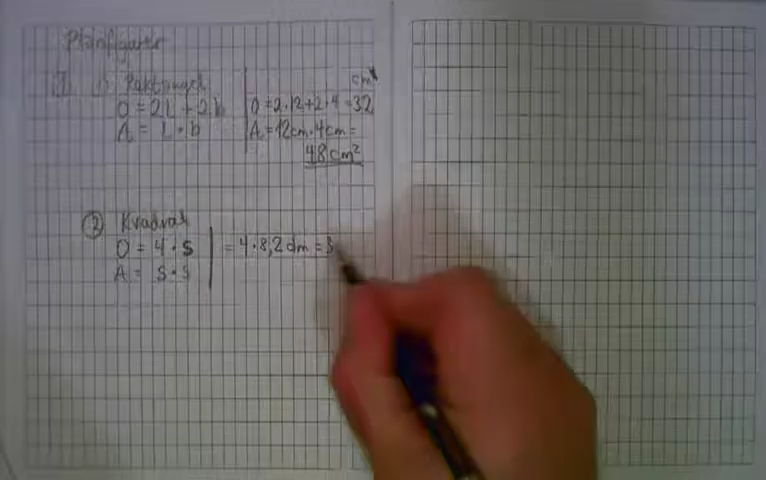 Planfigurer
① Rektangel
O = 2L + 2b
A = L · b
cm
O = 2·12+2·4 = 32
A = 12cm·4cm =
48cm²
② Kvadrat
O = 4 · s
A = s · s
= 4·8,2 dm = 3